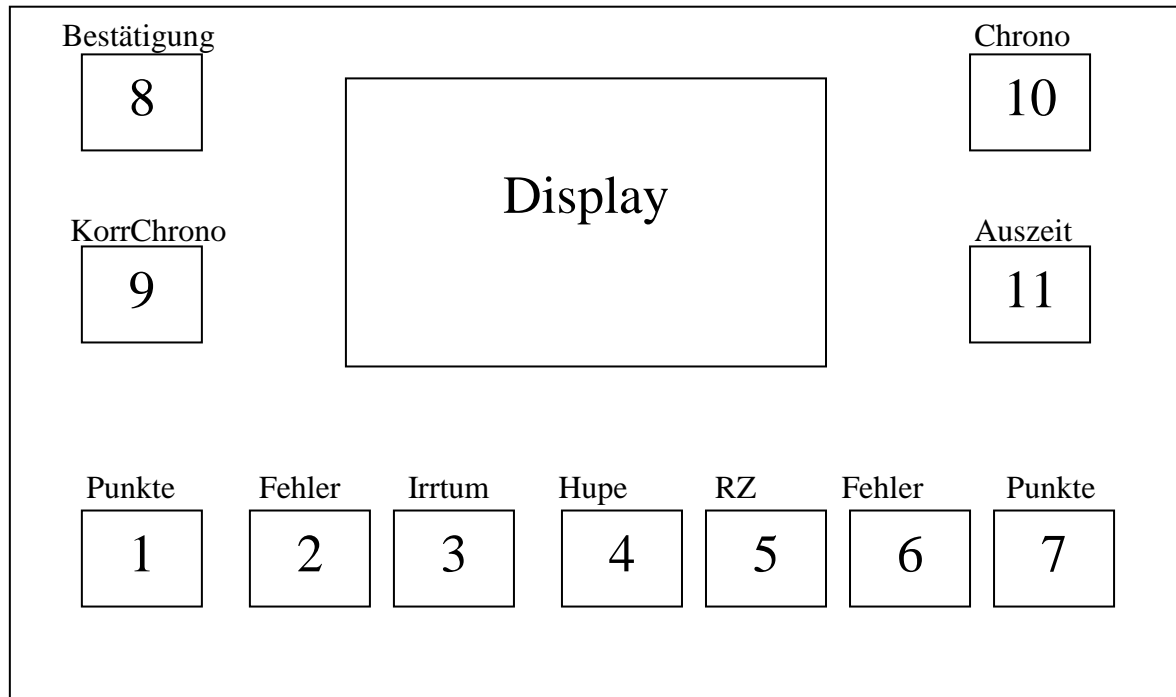 Bestätigung Chrono
8 10
Display
KorrChrono Auszeit
9 11
Punkte Fehler Irrtum Hupe RZ Fehler Punkte
1 2 3 4 5 6 7